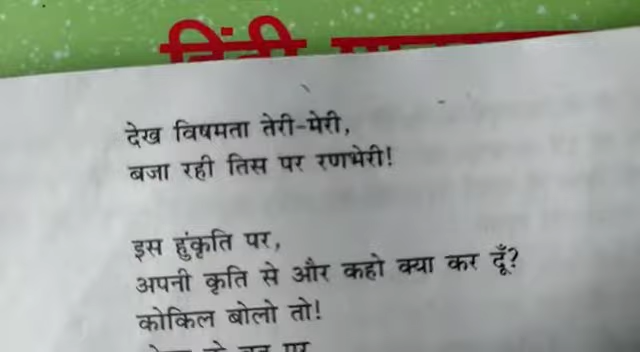 हिंदी
देख विषमता तेरी-मेरी,
बजा रही तिस पर रणभेरी!
इस हुंकृति पर,
अपनी कृति से और कहो क्या कर दूँ?
कोकिल बोलो तो!